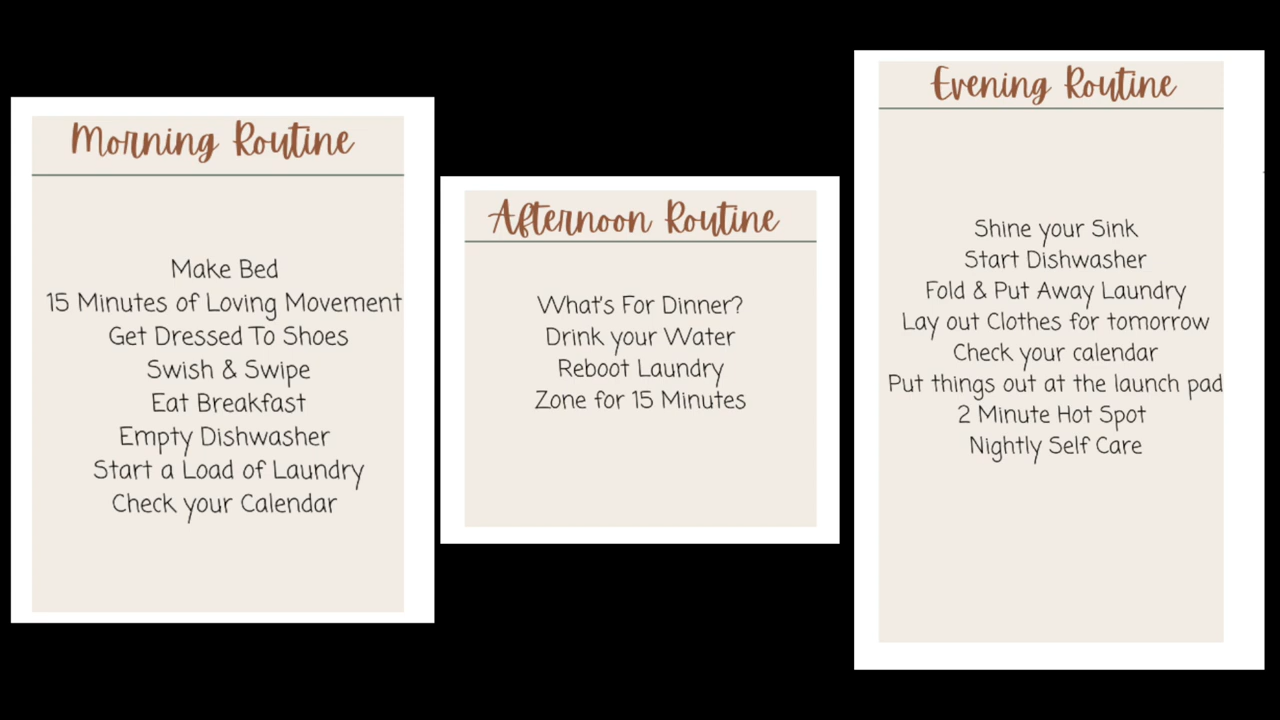 Morning Routine
Make Bed
15 Minutes of Loving Movement
Get Dressed To Shoes
Swish & Swipe
Eat Breakfast
Empty Dishwasher
Start a Load of Laundry
Check your Calendar
Afternoon Routine
What's For Dinner?
Drink your Water
Reboot Laundry
Zone for 15 Minutes
Evening Routine
Shine your Sink
Start Dishwasher
Fold & Put Away Laundry
Lay out Clothes for tomorrow
Check your calendar
Put things out at the launch pad
2 Minute Hot Spot
Nightly Self Care